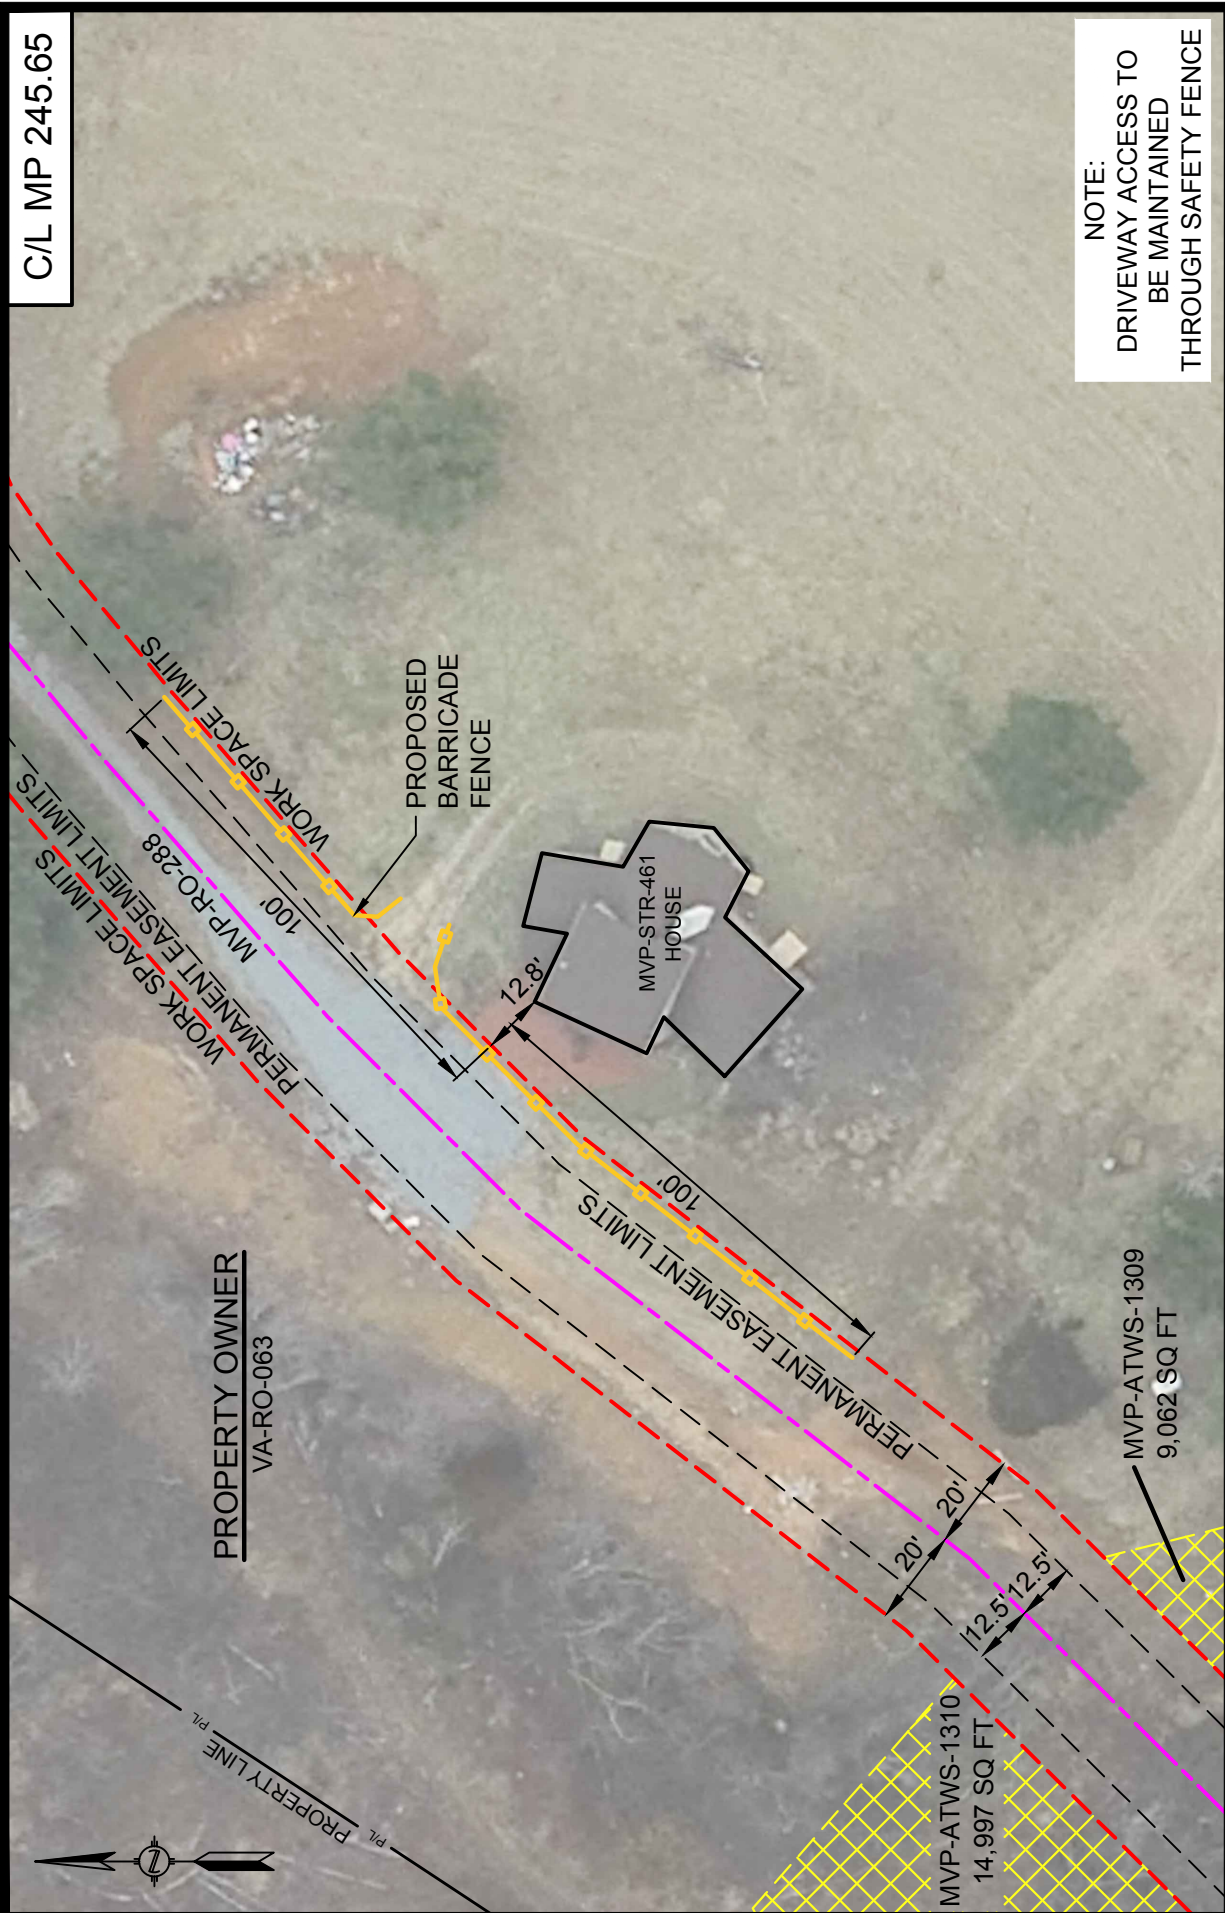 C/L MP 245.65
NOTE:
DRIVEWAY ACCESS TO
BE MAINTAINED
THROUGH SAFETY FENCE
WORK SPACE LIMITS
PROPOSED
BARRICADE
FENCE
PERMANENT EASEMENT LIMITS
WORK SPACE LIMITS
MVP-RO-288
100'
12.8'
MVP-STR-461
HOUSE
100'
PERMANENT EASEMENT LIMITS
PROPERTY OWNER
VA-RO-063
MVP-ATWS-1309
9,062 SQ FT
20'
20'
12.5'
12.5'
MVP-ATWS-1310
14,997 SQ FT
P/L
PROPERTY LINE
P/L
N